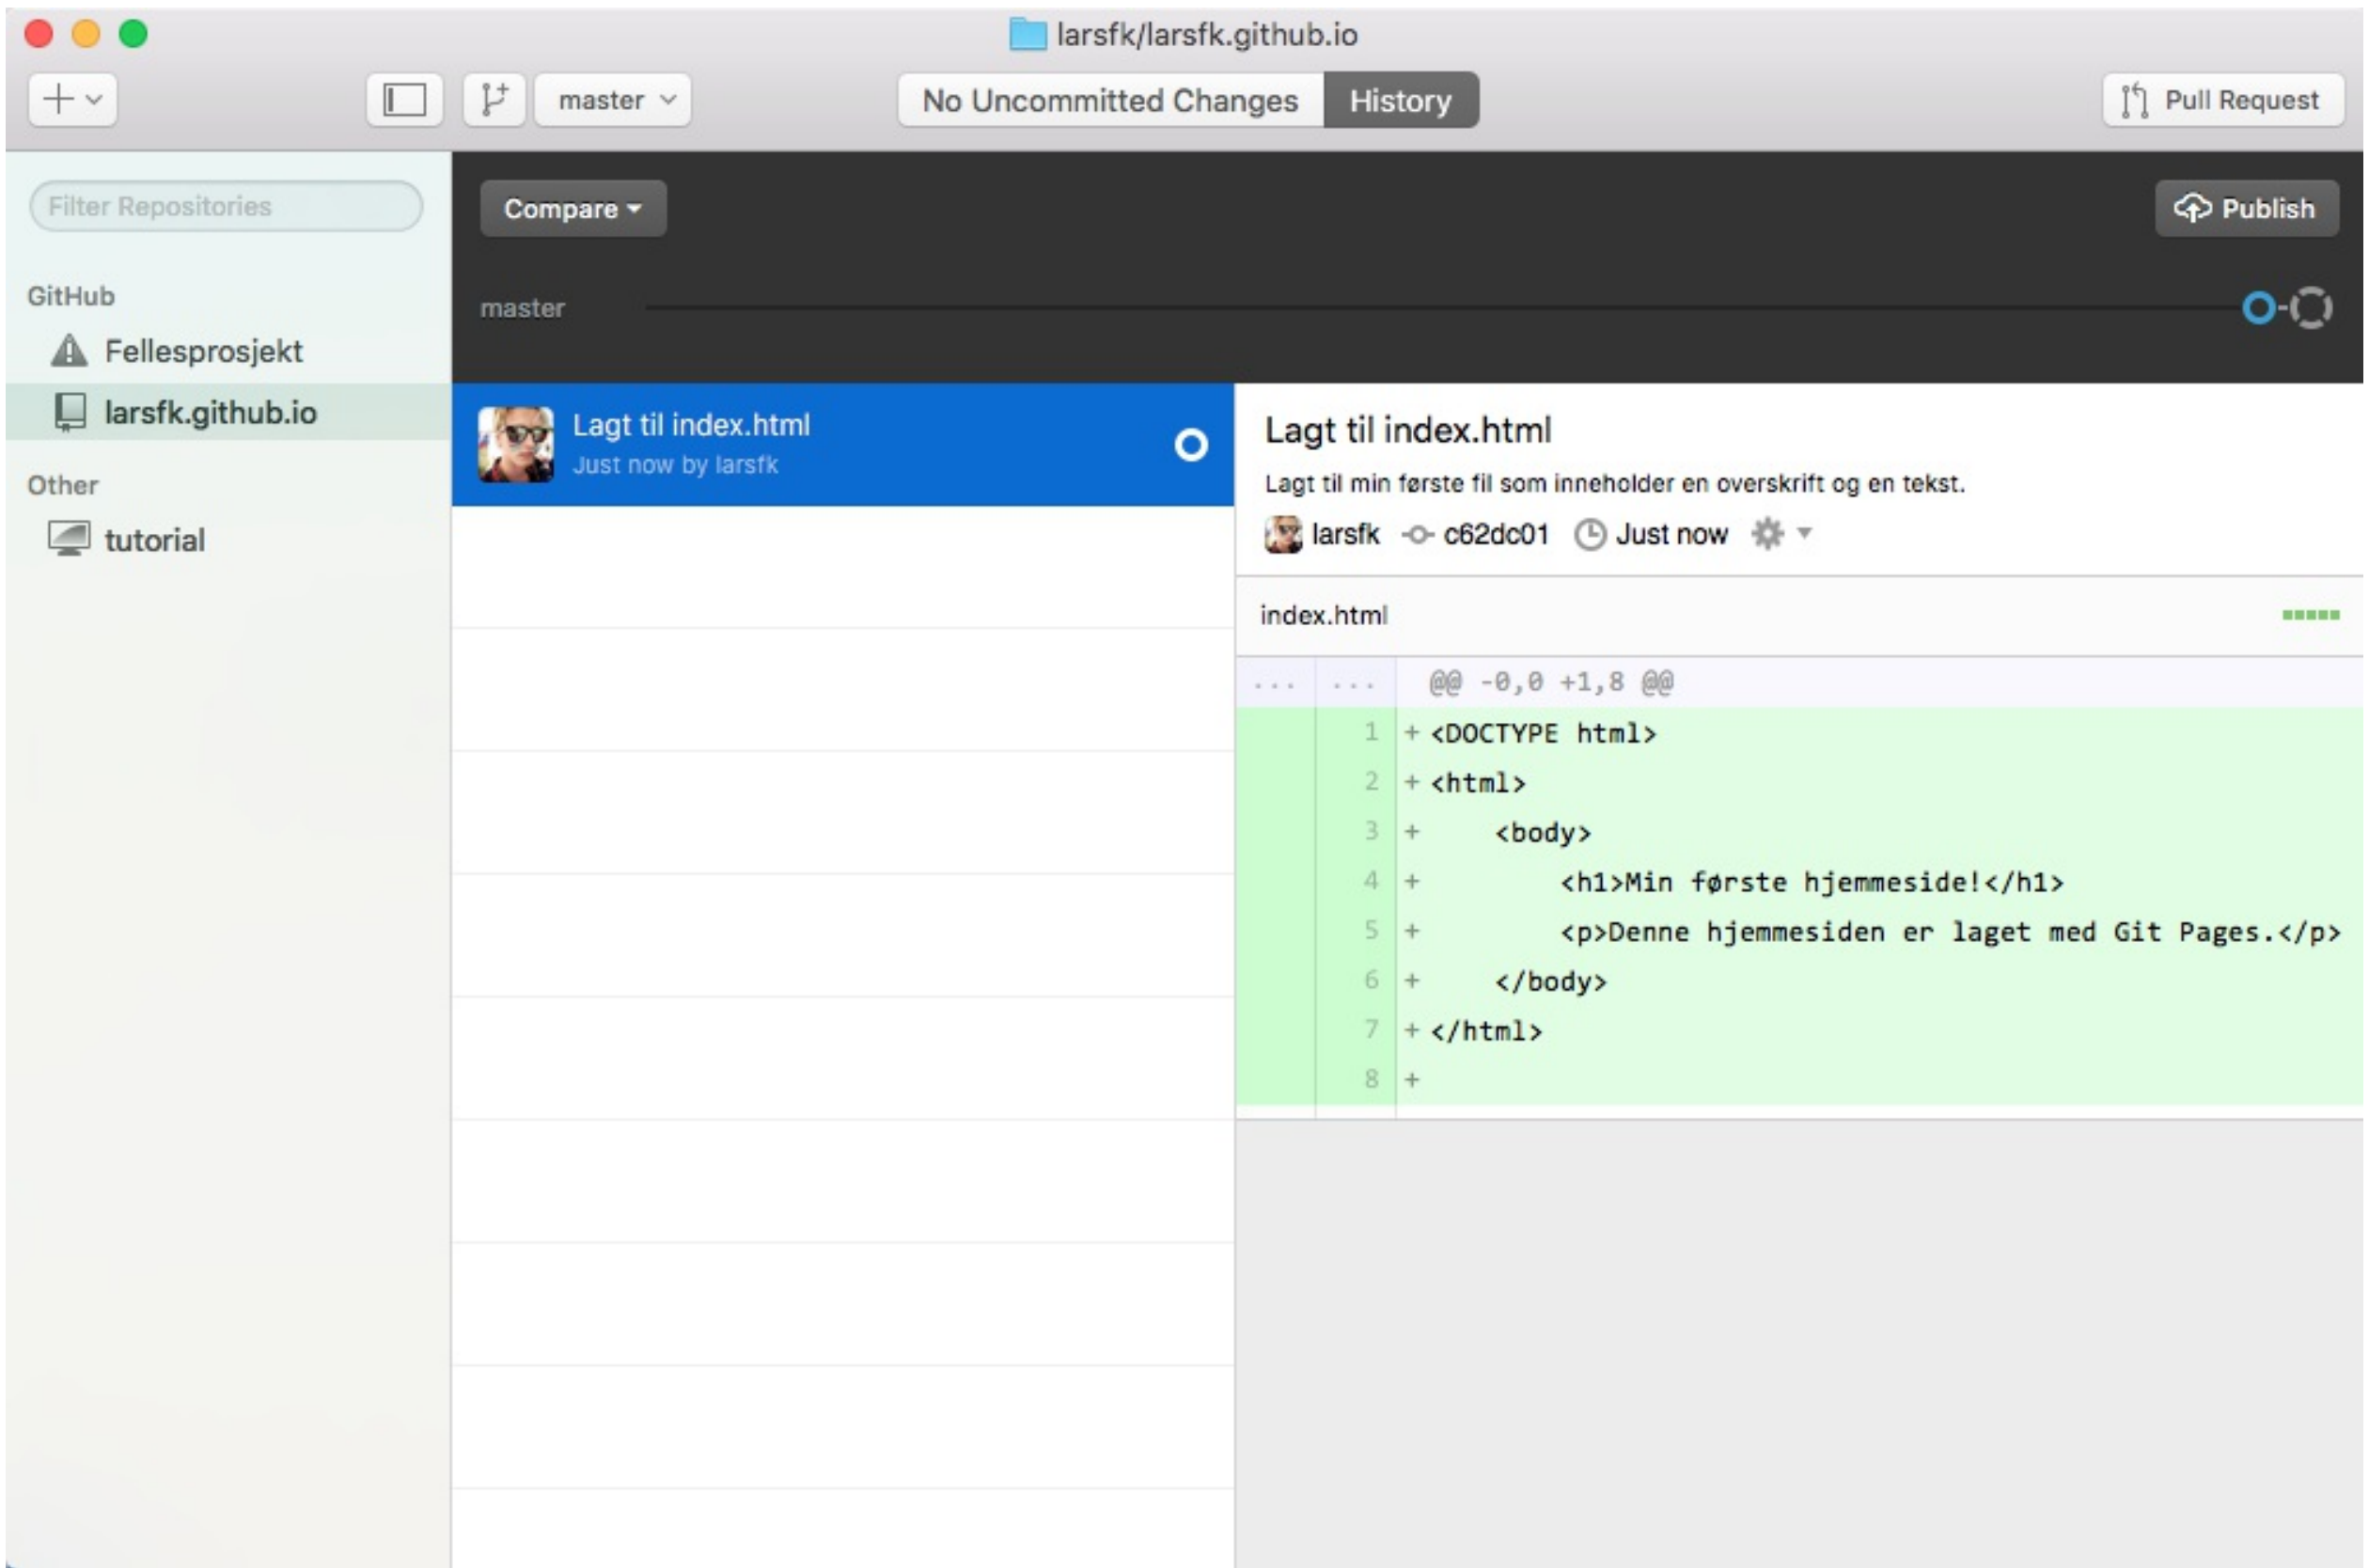 larsfk/larsfk.github.io
master No Uncommitted Changes History Pull Request
Filter Repositories
GitHub
Fellesprosjekt
larsfk.github.io
Other
tutorial
Compare Publish
master
Lagt til index.html
Just now by larsfk
Lagt til index.html
Lagt til min første fil som inneholder en overskrift og en tekst.
larsfk c62dc01 Just now
index.html
... ... @@ -0,0 +1,8 @@
1 + <DOCTYPE html>
2 + <html>
3 + <body>
4 + <h1>Min første hjemmeside!</h1>
5 + <p>Denne hjemmesiden er laget med Git Pages.</p>
6 + </body>
7 + </html>
8 +